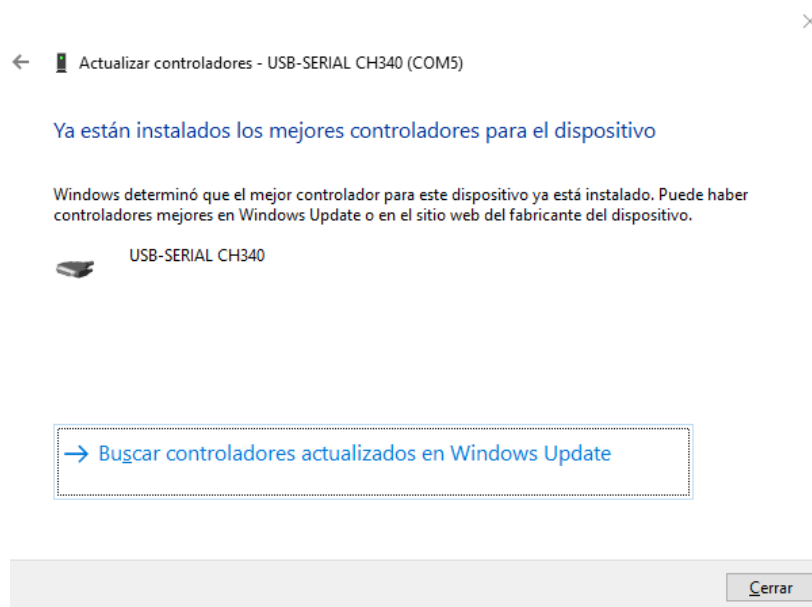 Actualizar controladores - USB-SERIAL CH340 (COM5)
Ya están instalados los mejores controladores para el dispositivo
Windows determinó que el mejor controlador para este dispositivo ya está instalado. Puede haber
controladores mejores en Windows Update o en el sitio web del fabricante del dispositivo.
USB-SERIAL CH340
Buscar controladores actualizados en Windows Update
Cerrar